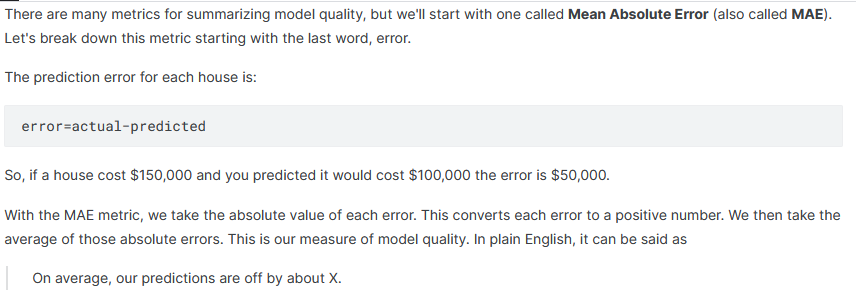 There are many metrics for summarizing model quality, but we'll start with one called Mean Absolute Error (also called MAE).
Let's break down this metric starting with the last word, error.
The prediction error for each house is:
error=actual-predicted
So, if a house cost $150,000 and you predicted it would cost $100,000 the error is $50,000.
With the MAE metric, we take the absolute value of each error. This converts each error to a positive number. We then take the
average of those absolute errors. This is our measure of model quality. In plain English, it can be said as
On average, our predictions are off by about X.